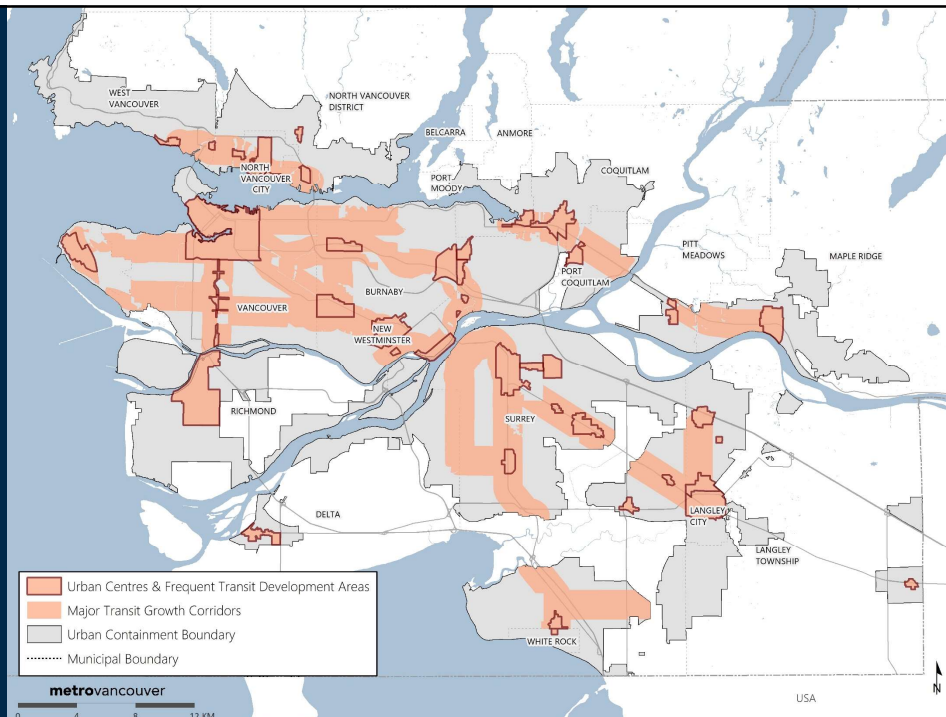 WEST
VANCOUVER
NORTH VANCOUVER
DISTRICT
BELCARRA
ANMORE
NORTH
VANCOUVER
CITY
PORT
MOODY
COQUITLAM
PITT
MEADOWS
MAPLE RIDGE
PORT
COQUITLAM
BURNABY
VANCOUVER
NEW
WESTMINSTER
RICHMOND
SURREY
DELTA
LANGLEY
CITY
LANGLEY
TOWNSHIP
WHITE ROCK
USA
Urban Centres & Frequent Transit Development Areas
Major Transit Growth Corridors
Urban Containment Boundary
Municipal Boundary
metrovancouver
0 4 8 12 KM
N